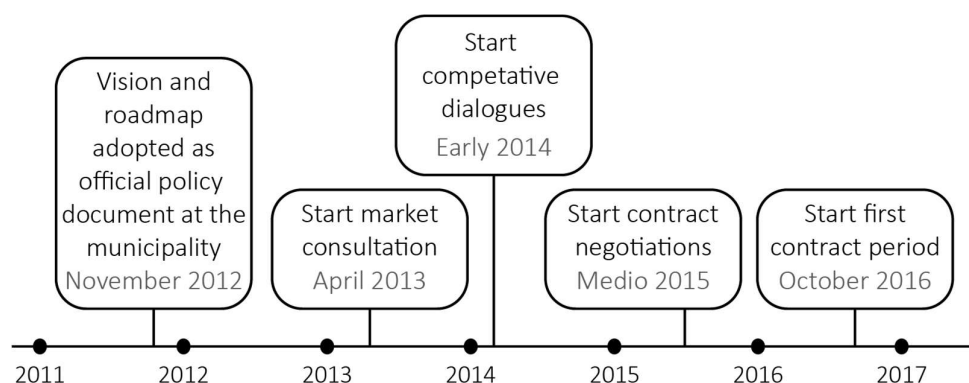 Vision and
roadmap
adopted as
official policy
document at the
municipality
November 2012
Start market
consultation
April 2013
Start
competative
dialogues
Early 2014
Start contract
negotiations
Medio 2015
Start first
contract period
October 2016
2011
2012
2013
2014
2015
2016
2017